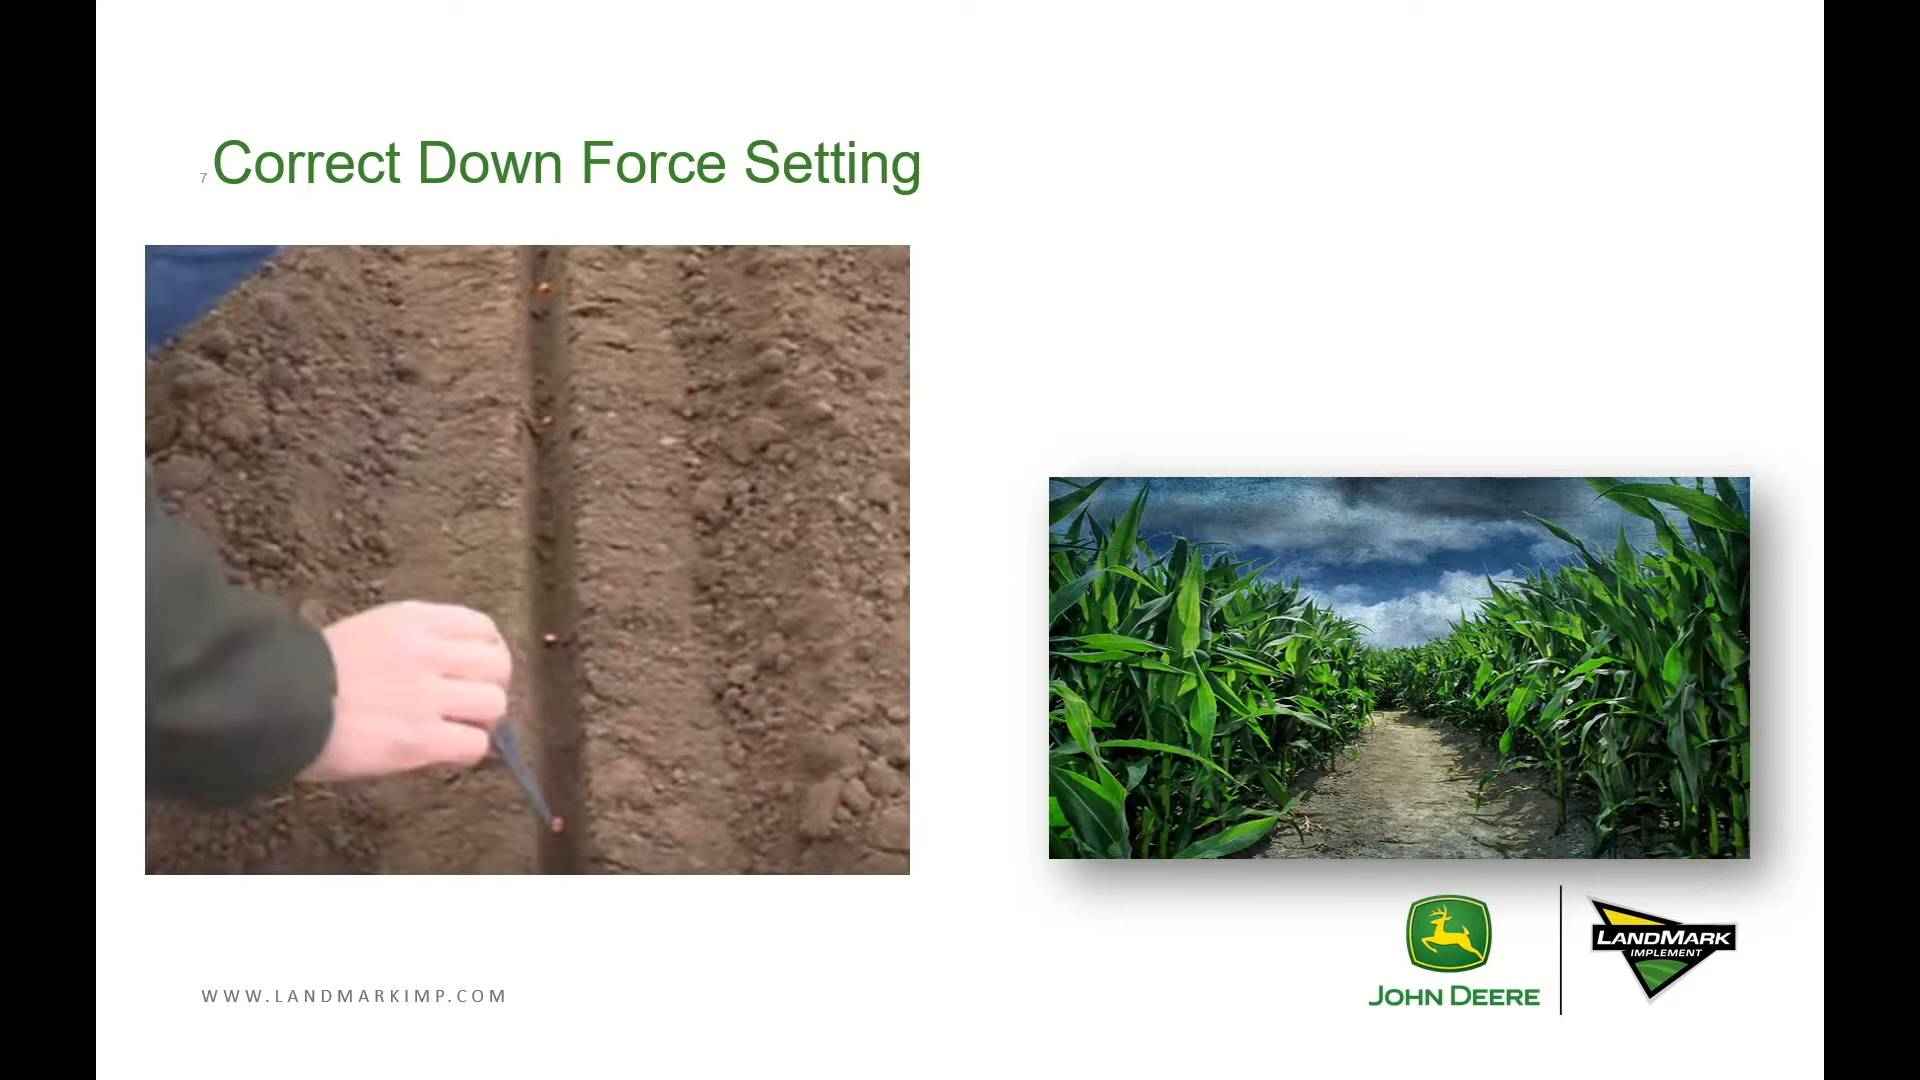 7
Correct Down Force Setting
WWW.LANDMARKIMP.COM
JOHN DEERE
LANDMARK
IMPLEMENT